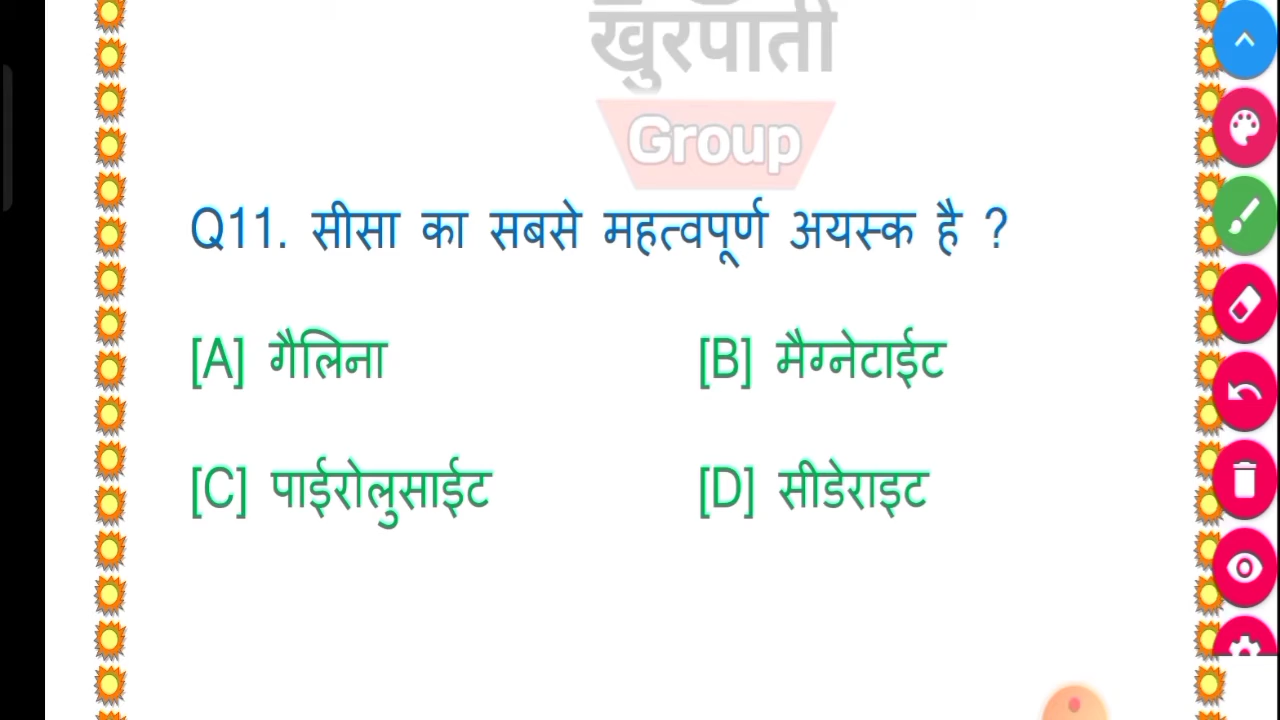 खुरपाती
Group
Q11. सीसा का सबसे महत्वपूर्ण अयस्क है ?
[A] गैलिना [B] मैग्नेटाईट
[C] पाईरोलुसाईट [D] सीडेराइट